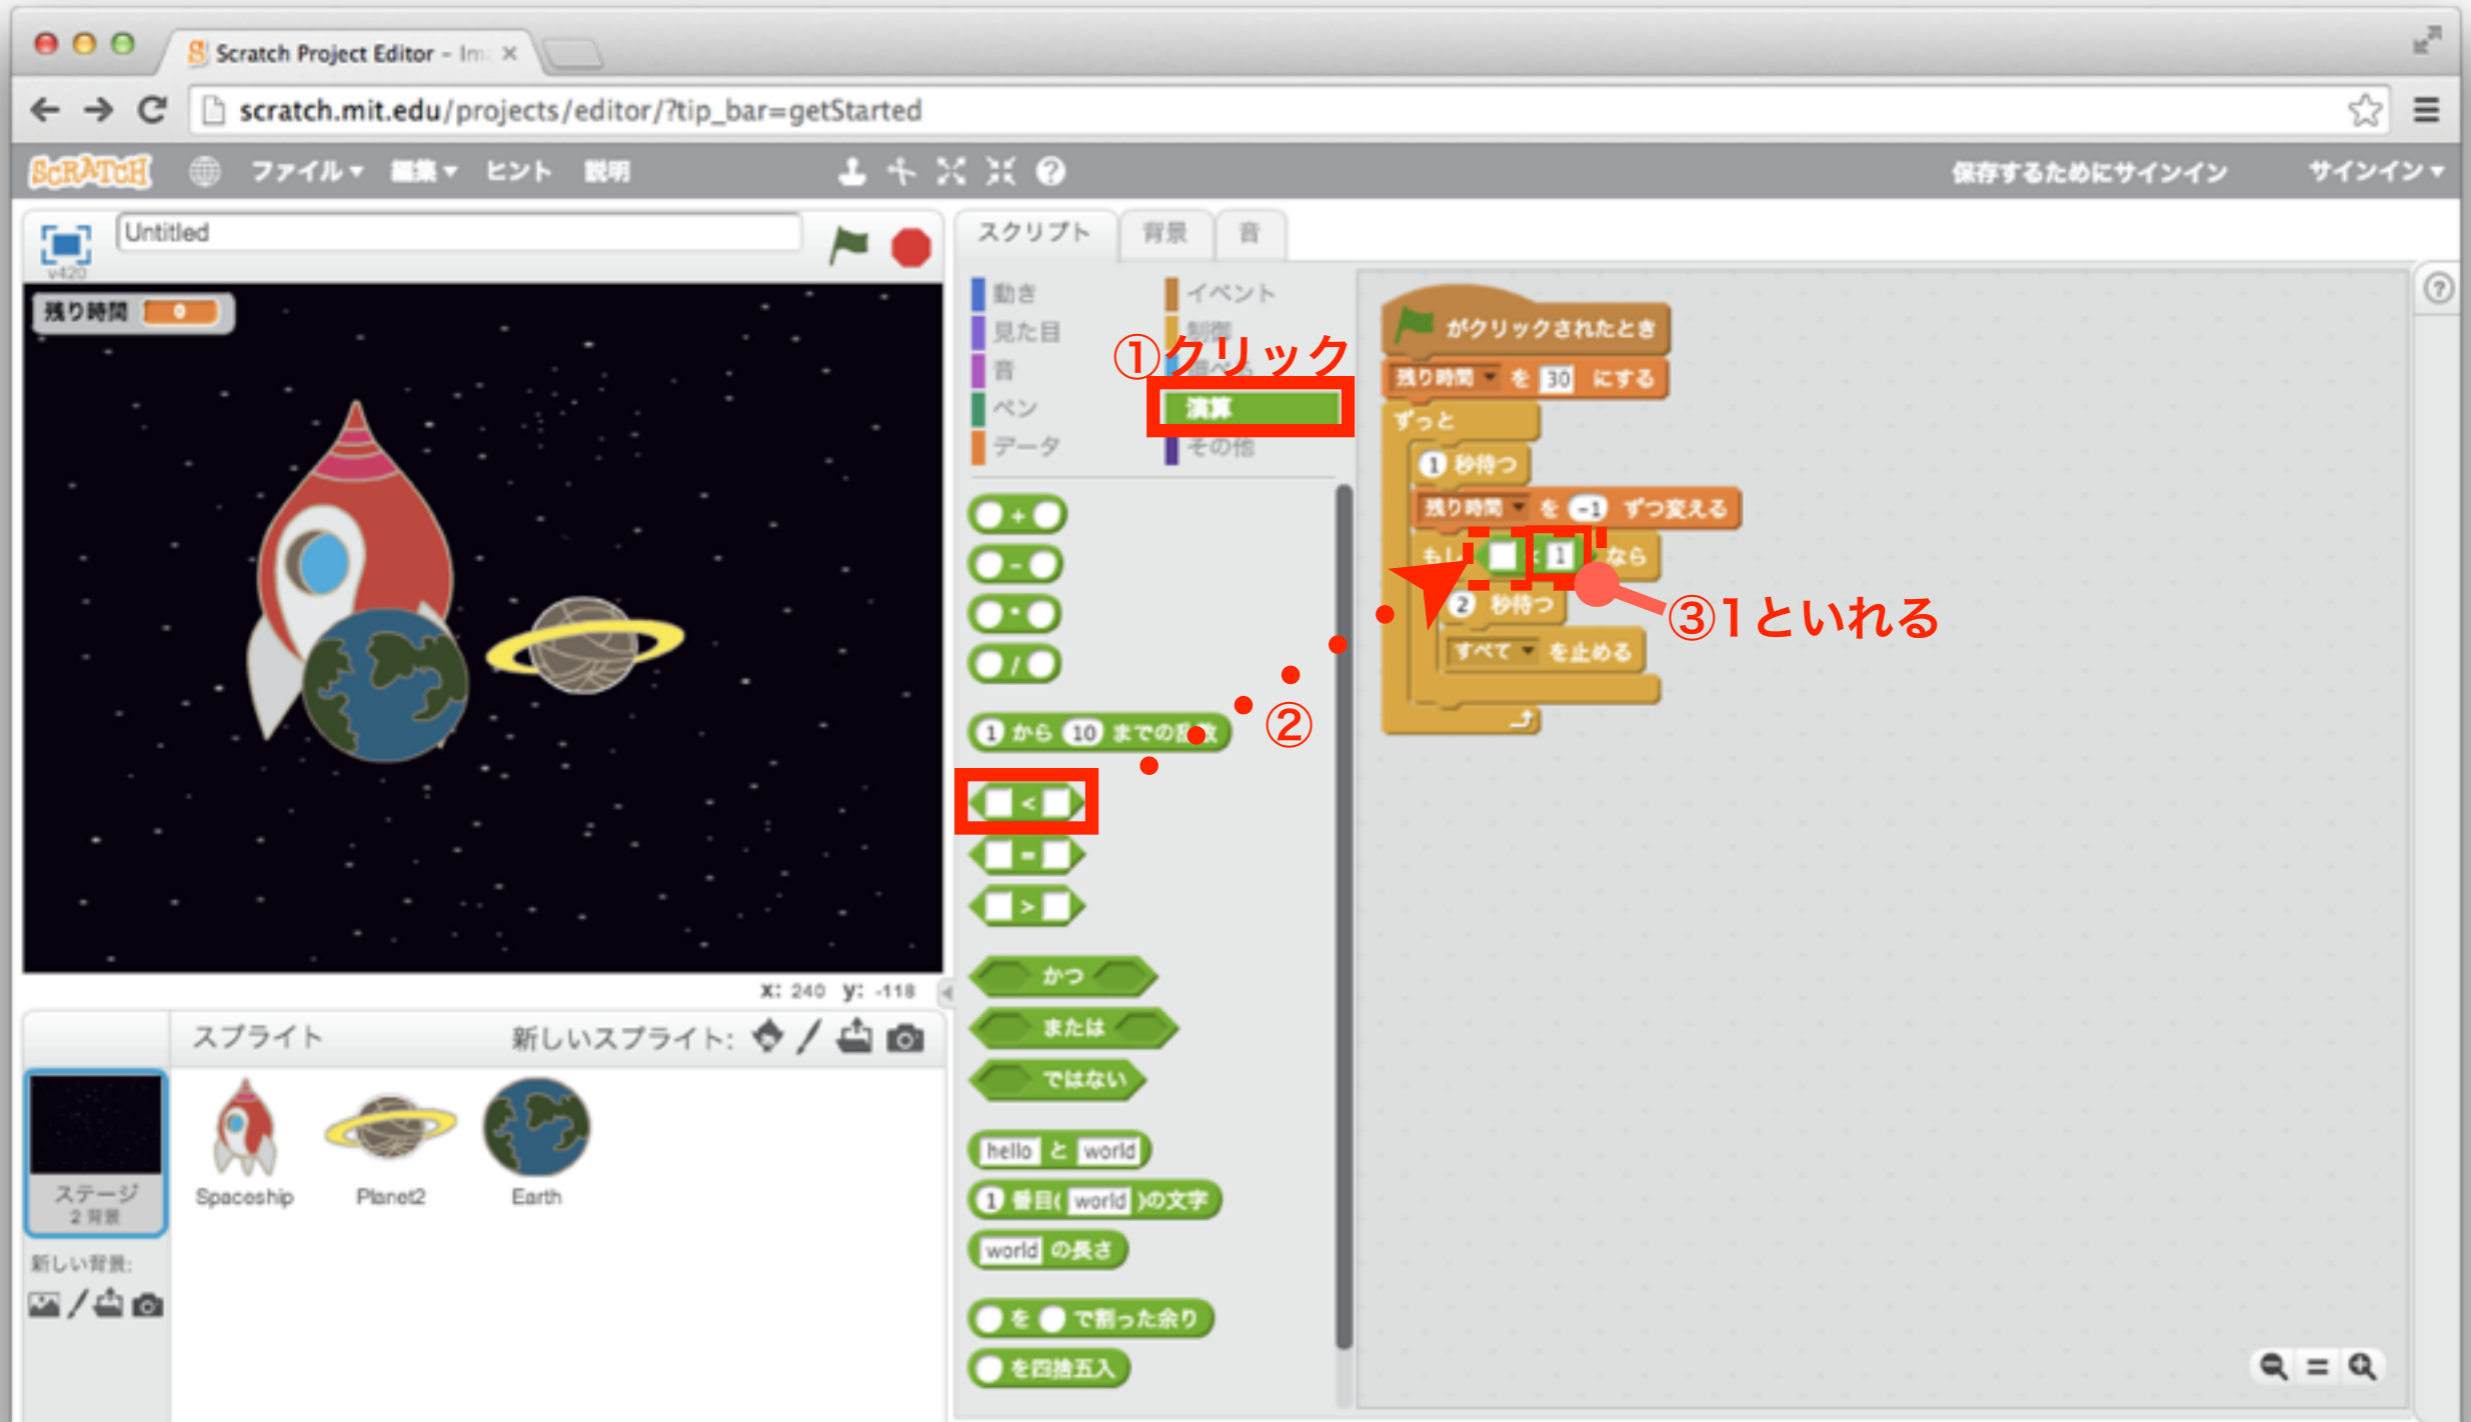 Scratch Project Editor – Im
scratch.mit.edu/projects/editor/?tip_bar=getStarted
SCRATCH ファイル▼ 編集▼ ヒント 説明 保存するためにサインイン サインイン▼
Untitled
v420
スクリプト 背景 音
残り時間 0
動き イベント
見た目 制御
①クリック
音
ペン 演算
データ その他
+
-
*
/
1 から 10 までの乱数
<
=
>
かつ
または
ではない
hello と world
1 番目( world )の文字
world の長さ
を で割った余り
を四捨五入
がクリックされたとき
残り時間▼ を 30 にする
ずっと
1 秒待つ
残り時間▼ を -1 ずつ変える
もし < 1 なら
2 秒待つ
すべて▼ を止める
②
③1といれる
x: 240 y: -118
スプライト 新しいスプライト:
ステージ
2 背景
Spaceship Planet2 Earth
新しい背景: